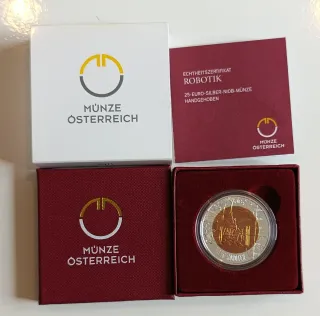 MÜNZE
ÖSTERREICH
ECHTHEITSZERTIFIKAT
ROBOTIK
25-EURO-SILBER-NIOB-MÜNZE
HANDGEHOBEN
MÜNZE
ÖSTERREICH